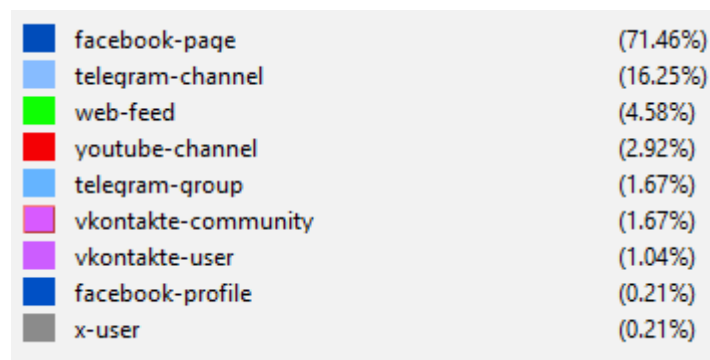 facebook-page (71.46%)
telegram-channel (16.25%)
web-feed (4.58%)
youtube-channel (2.92%)
telegram-group (1.67%)
vkontakte-community (1.67%)
vkontakte-user (1.04%)
facebook-profile (0.21%)
x-user (0.21%)